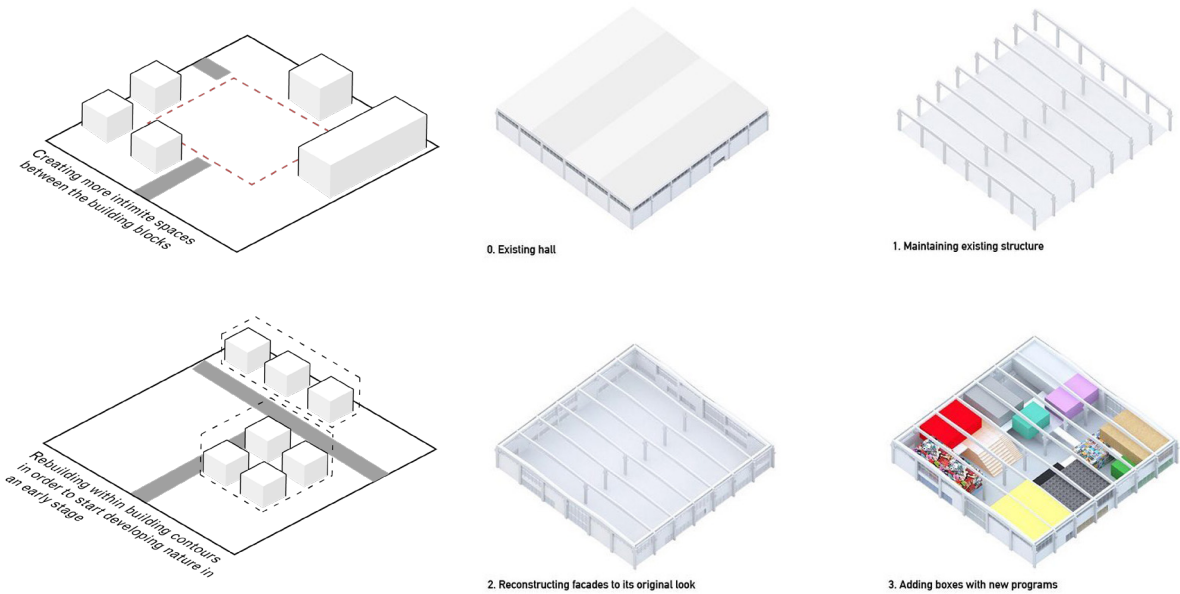 Creating more intimite spaces
between the building blocks
0. Existing hall
1. Maintaining existing structure
Rebuilding within building contours
in order to start developing nature in
an early stage
2. Reconstructing facades to its original look
3. Adding boxes with new programs